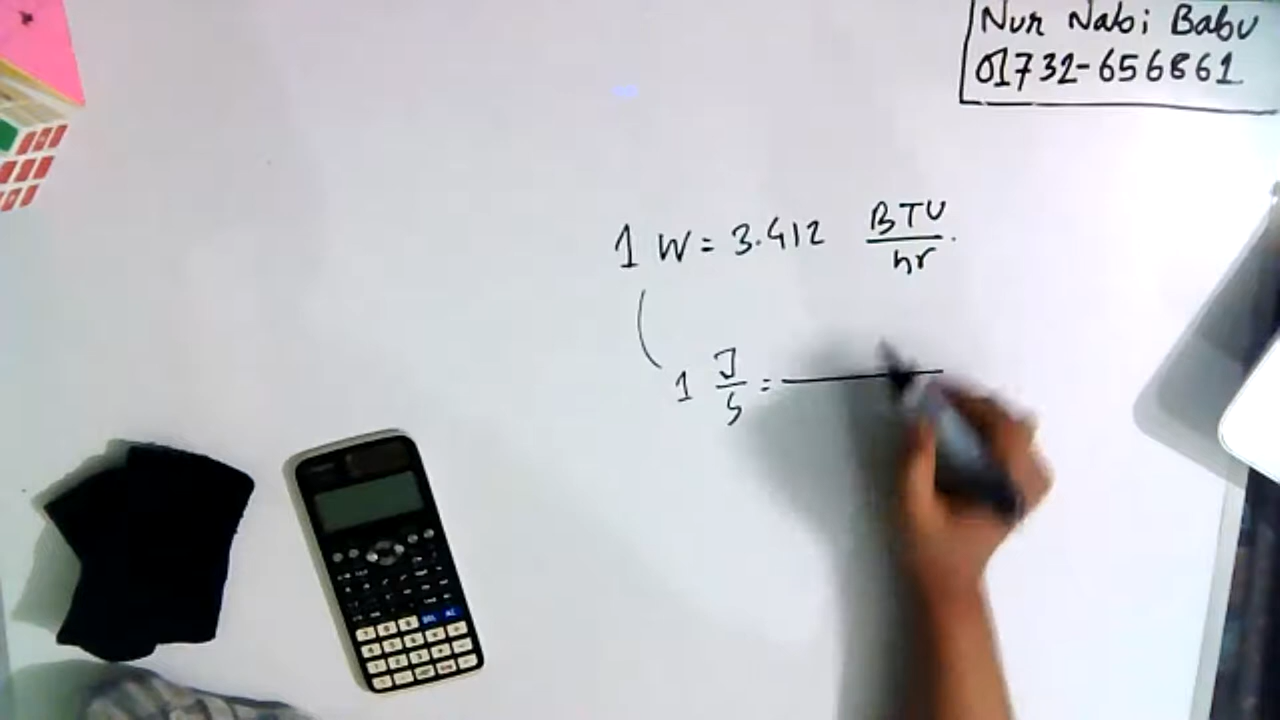 Nur Nabi Babu
01732-656861
1 W = 3.412 BTU/hr.
1 J/S =